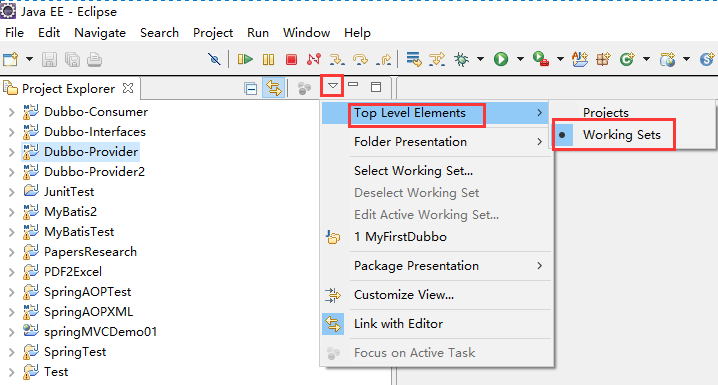 Java EE - Eclipse
File Edit Navigate Search Project Run Window Help
Project Explorer
Dubbo-Consumer
Dubbo-Interfaces
Dubbo-Provider
Dubbo-Provider2
JunitTest
MyBatis2
MyBatisTest
PapersResearch
PDF2Excel
SpringAOPTest
SpringAOPXML
springMVCDemo01
SpringTest
Test
Top Level Elements
Folder Presentation
Select Working Set...
Deselect Working Set
Edit Active Working Set...
1 MyFirstDubbo
Package Presentation
Customize View...
Link with Editor
Focus on Active Task
Projects
Working Sets